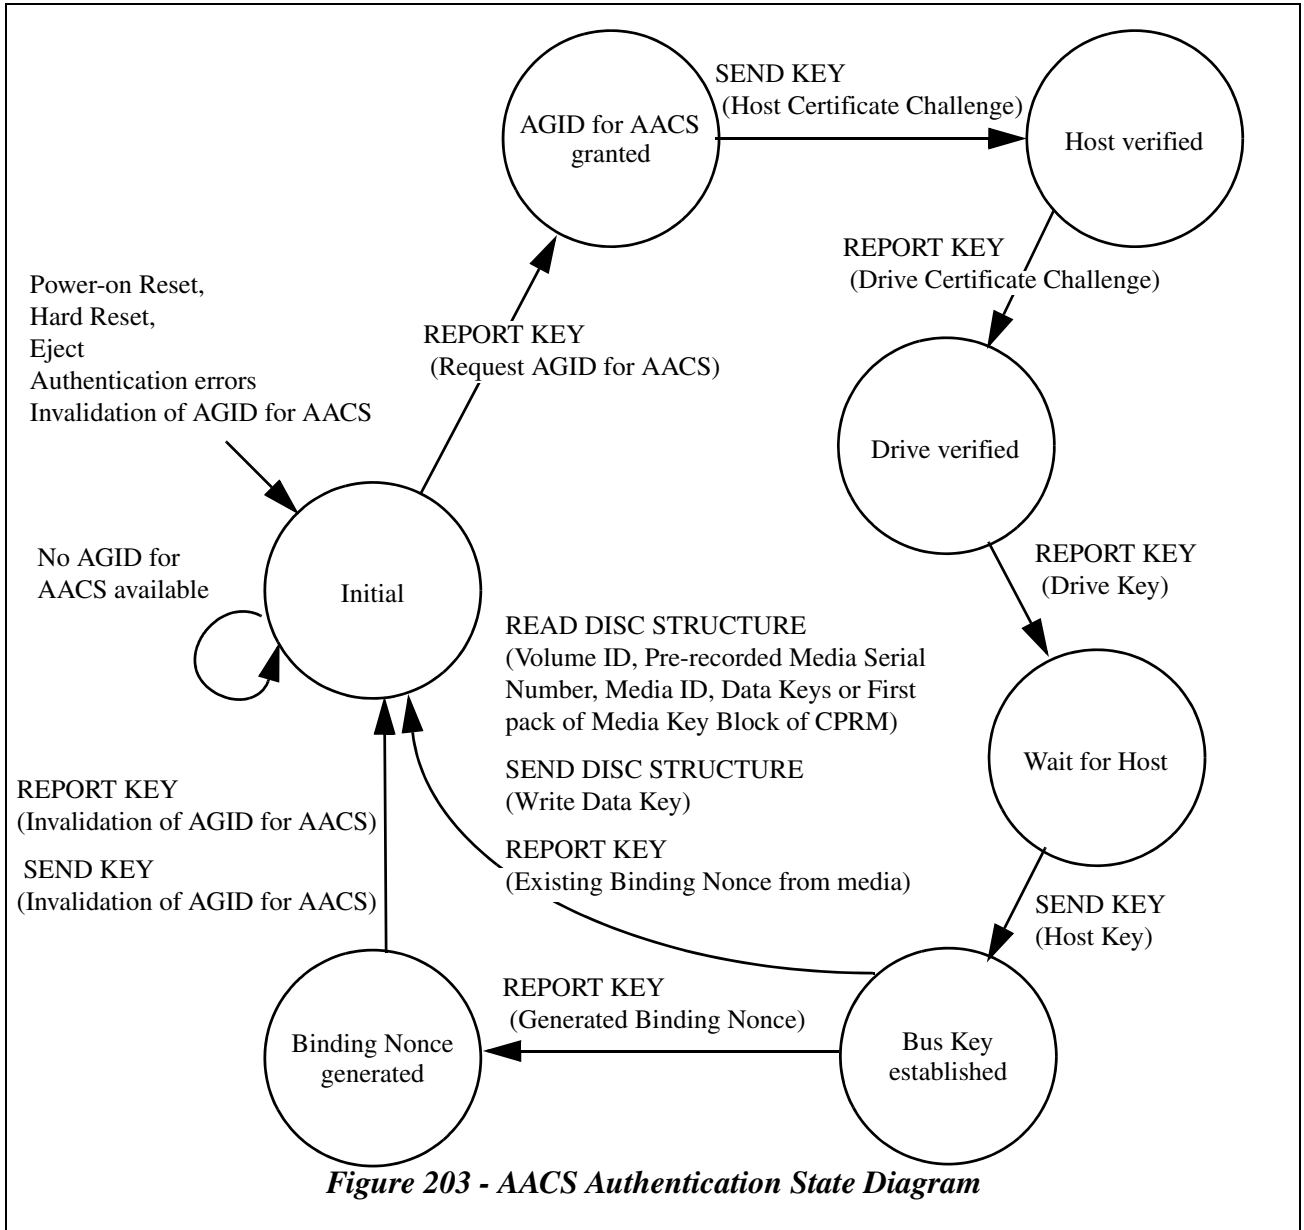 SEND KEY
(Host Certificate Challenge)
AGID for AACS
granted
Host verified
REPORT KEY
(Drive Certificate Challenge)
Power-on Reset,
Hard Reset,
Eject
Authentication errors
Invalidation of AGID for AACS
REPORT KEY
(Request AGID for AACS)
Drive verified
No AGID for
AACS available
Initial
REPORT KEY
(Drive Key)
READ DISC STRUCTURE
(Volume ID, Pre-recorded Media Serial
Number, Media ID, Data Keys or First
pack of Media Key Block of CPRM)
SEND DISC STRUCTURE
(Write Data Key)
REPORT KEY
(Existing Binding Nonce from media)
Wait for Host
REPORT KEY
(Invalidation of AGID for AACS)
SEND KEY
(Invalidation of AGID for AACS)
SEND KEY
(Host Key)
REPORT KEY
(Generated Binding Nonce)
Binding Nonce
generated
Bus Key
established
Figure 203 - AACS Authentication State Diagram